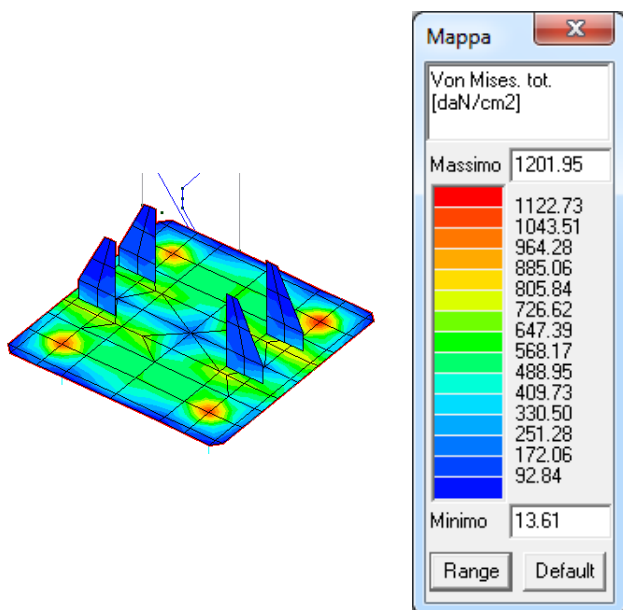 Mappa
Von Mises. tot.
[daN/cm2]
Massimo 1201.95
1122.73
1043.51
964.28
885.06
805.84
726.62
647.39
568.17
488.95
409.73
330.50
251.28
172.06
92.84
Minimo 13.61
Range Default